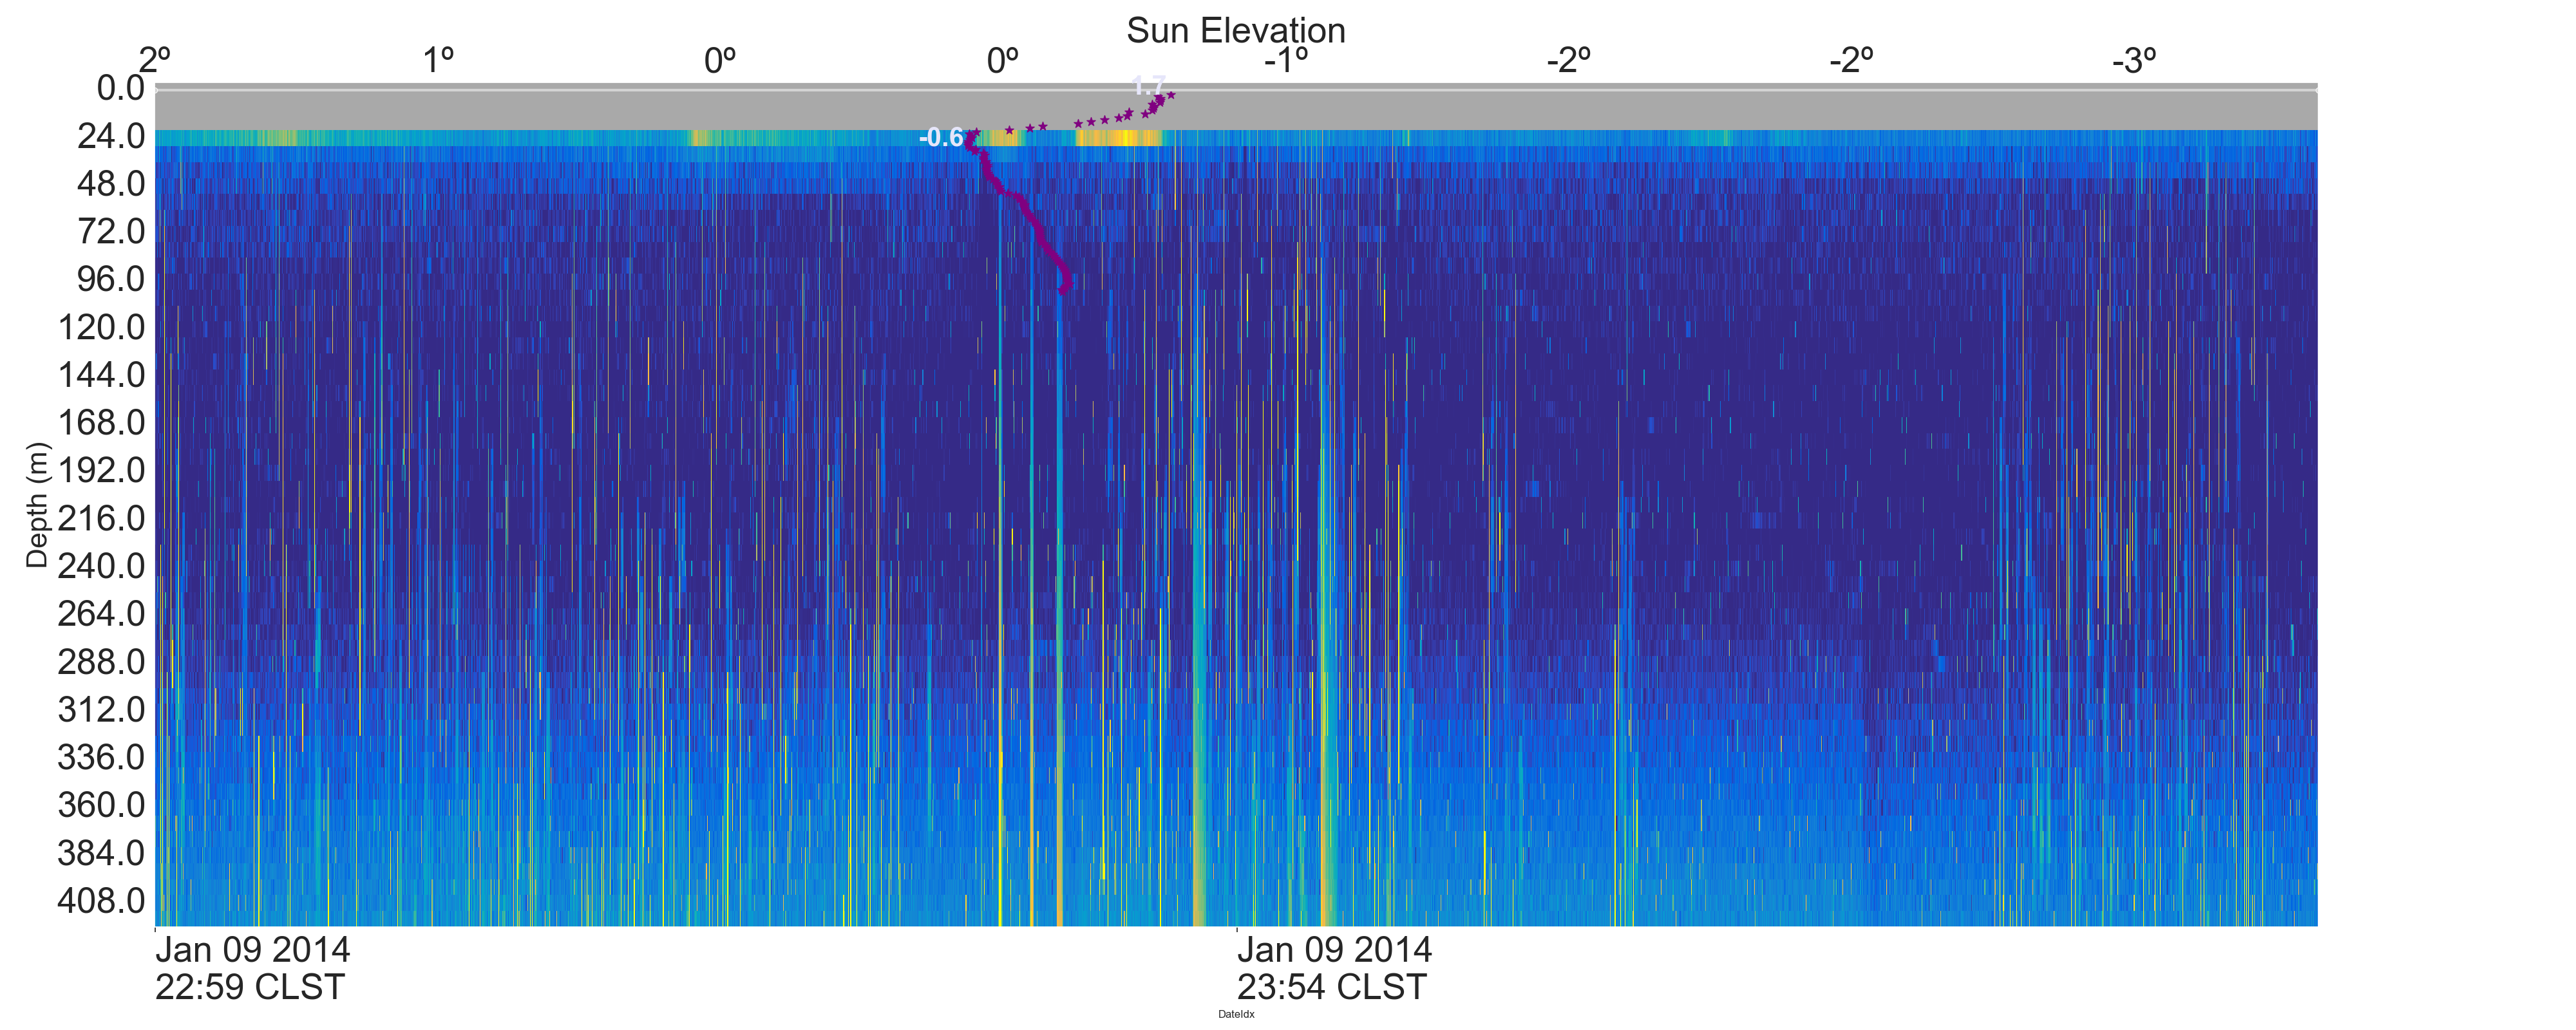 Sun Elevation
2º 1º 0º 0º -1º -2º -2º -3º
1.7
-0.6
0.0
24.0
48.0
72.0
96.0
120.0
144.0
168.0
192.0
216.0
240.0
264.0
288.0
312.0
336.0
360.0
384.0
408.0
Depth (m)
Jan 09 2014
22:59 CLST
Jan 09 2014
23:54 CLST
DateIdx